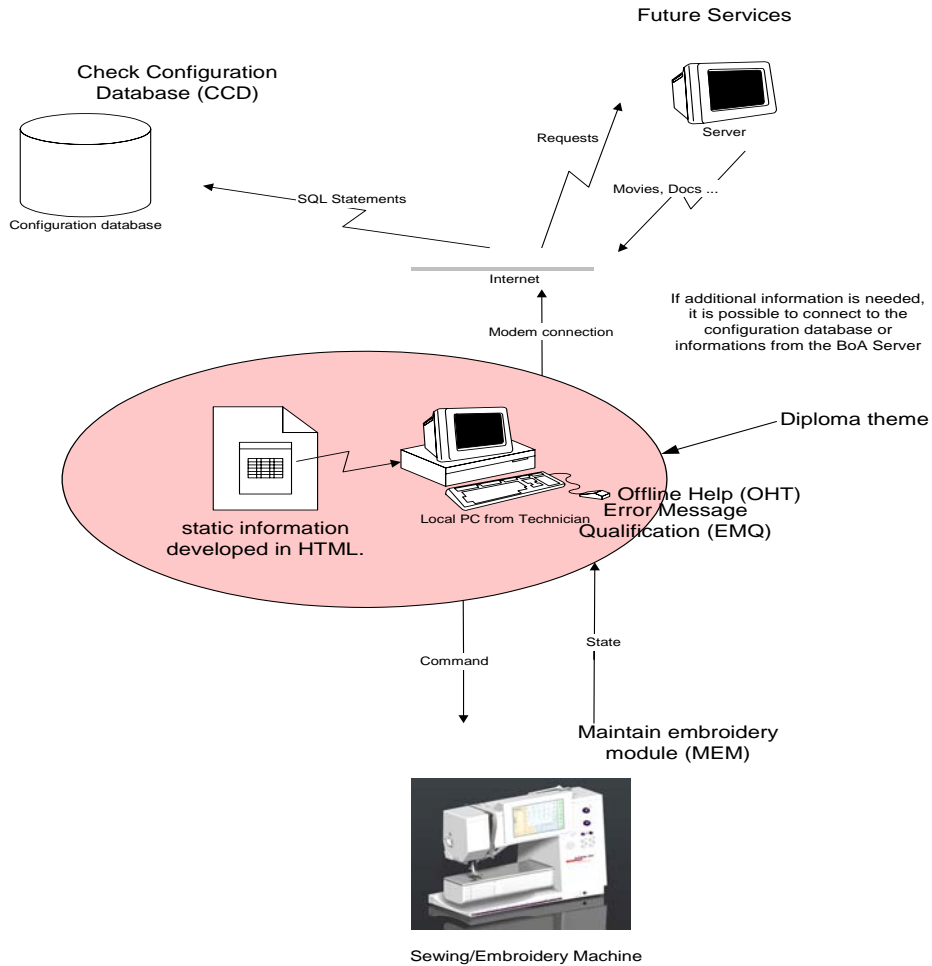 Future Services
Check Configuration
Database (CCD)
Server
Requests
Movies, Docs ...
SQL Statements
Configuration database
Internet
If additional information is needed,
it is possible to connect to the
configuration database or
informations from the BoA Server
Modem connection
Diploma theme
Offline Help (OHT)
Error Message
Qualification (EMQ)
Local PC from Technician
static information
developed in HTML.
State
Command
Maintain embroidery
module (MEM)
Sewing/Embroidery Machine